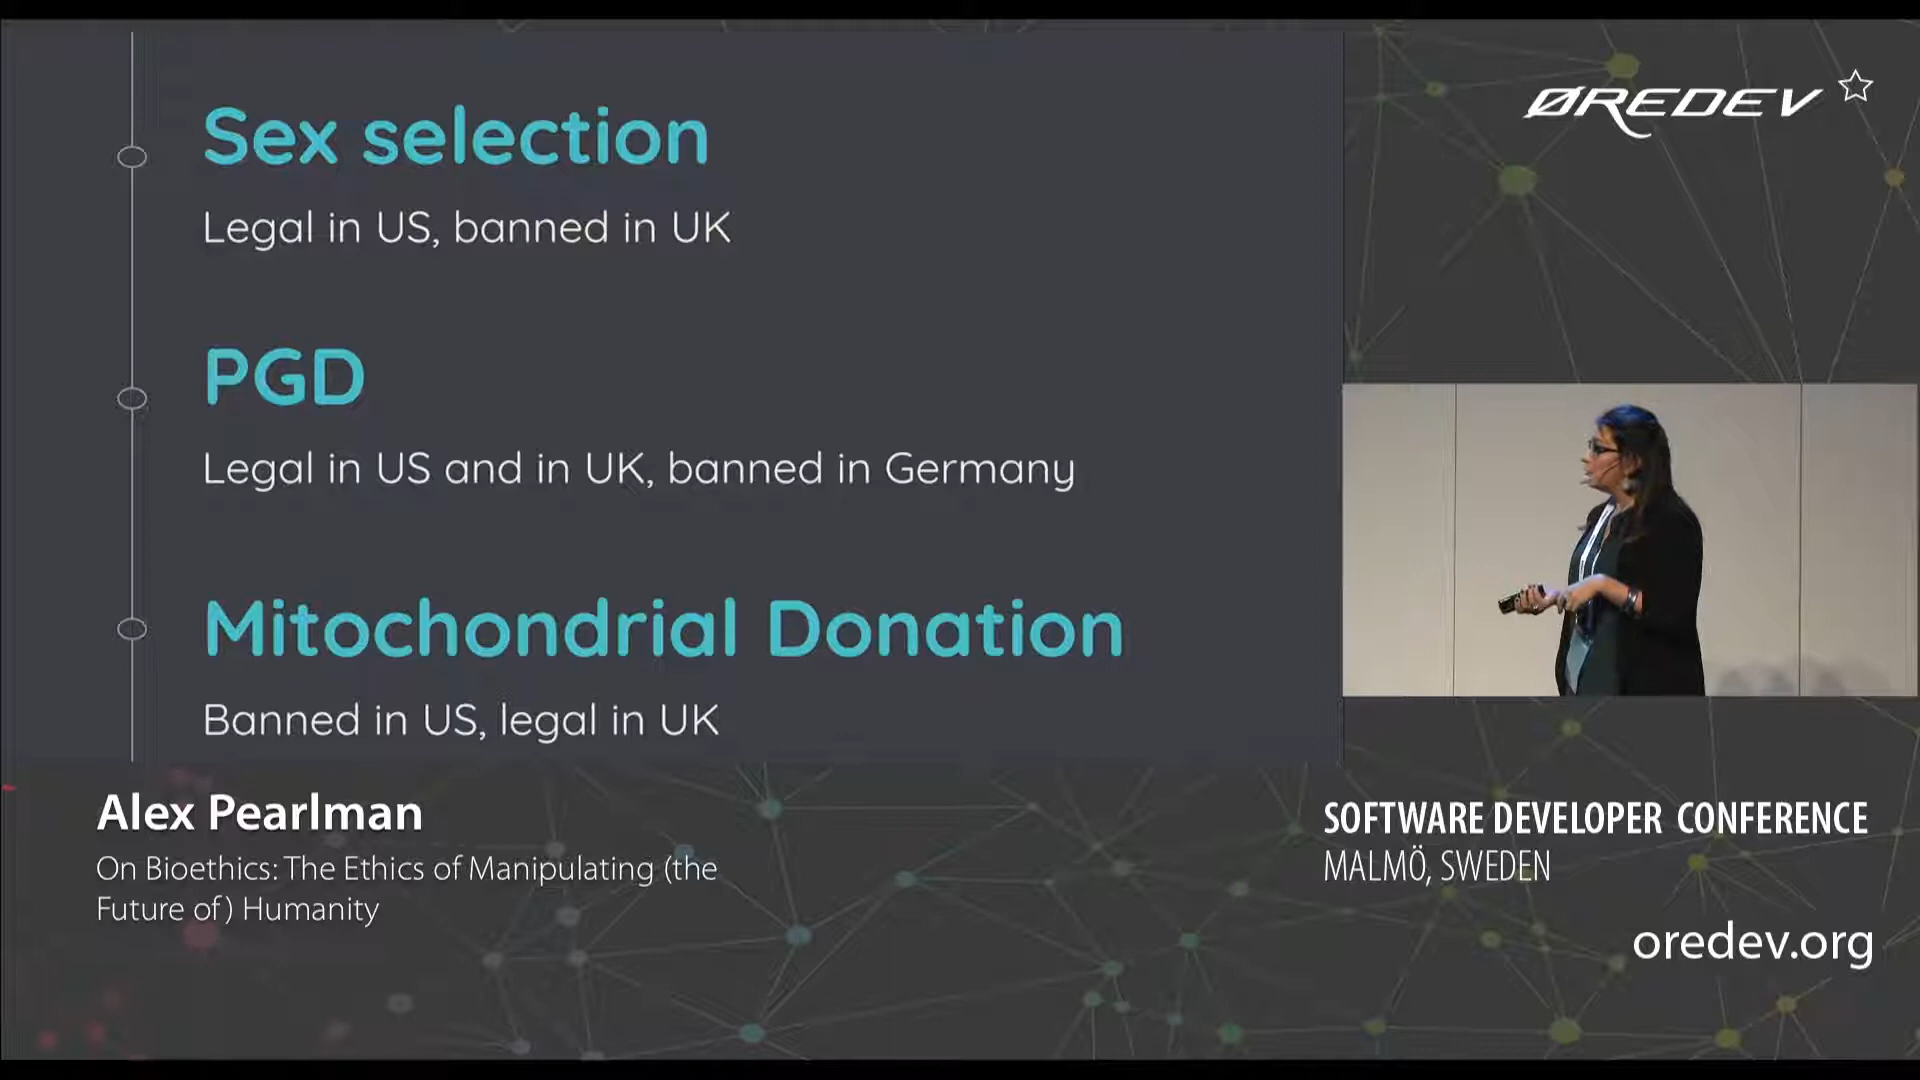 Sex selection
Legal in US, banned in UK
PGD
Legal in US and in UK, banned in Germany
Mitochondrial Donation
Banned in US, legal in UK
ØREDEV
Alex Pearlman
On Bioethics: The Ethics of Manipulating (the
Future of) Humanity
SOFTWARE DEVELOPER CONFERENCE
MALMÖ, SWEDEN
oredev.org